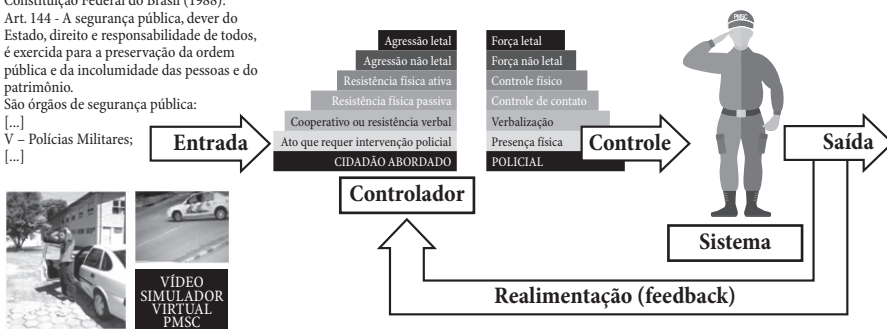 Constituição Federal do Brasil (1988):
Art. 144 - A segurança pública, dever do
Estado, direito e responsabilidade de todos,
é exercida para a preservação da ordem
pública e da incolumidade das pessoas e do
patrimônio.
São órgãos de segurança pública:
[...]
V – Polícias Militares;
[...]
Entrada
Agressão letal
Agressão não letal
Resistência física ativa
Resistência física passiva
Cooperativo ou resistência verbal
Ato que requer intervenção policial
CIDADÃO ABORDADO
Força letal
Força não letal
Controle físico
Controle de contato
Verbalização
Presença física
POLICIAL
Controlador
Controle
PMSC
Sistema
Saída
Realimentação (feedback)
VÍDEO
SIMULADOR
VIRTUAL
PMSC